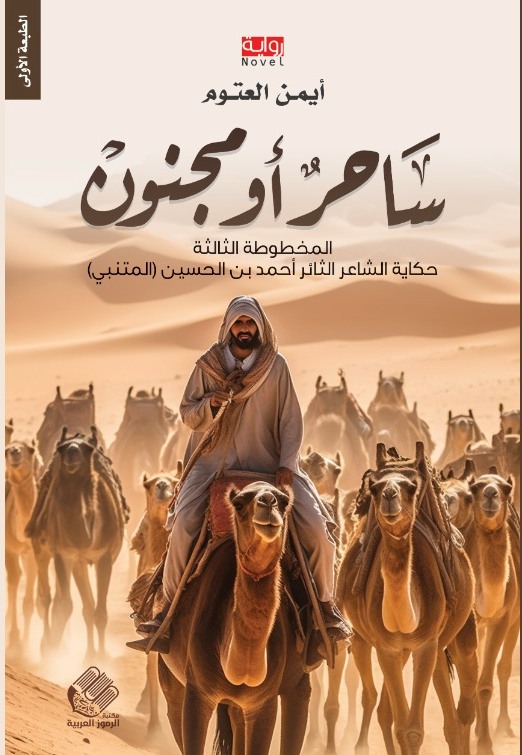 الطبعة الأولى
رواية
Novel
أيمن العتوم
سَاحرٌ أو مجنون
المخطوطة الثالثة
حكاية الشاعر الثائر أحمد بن الحسين (المتنبي)
مكتبة
الرموز العربية